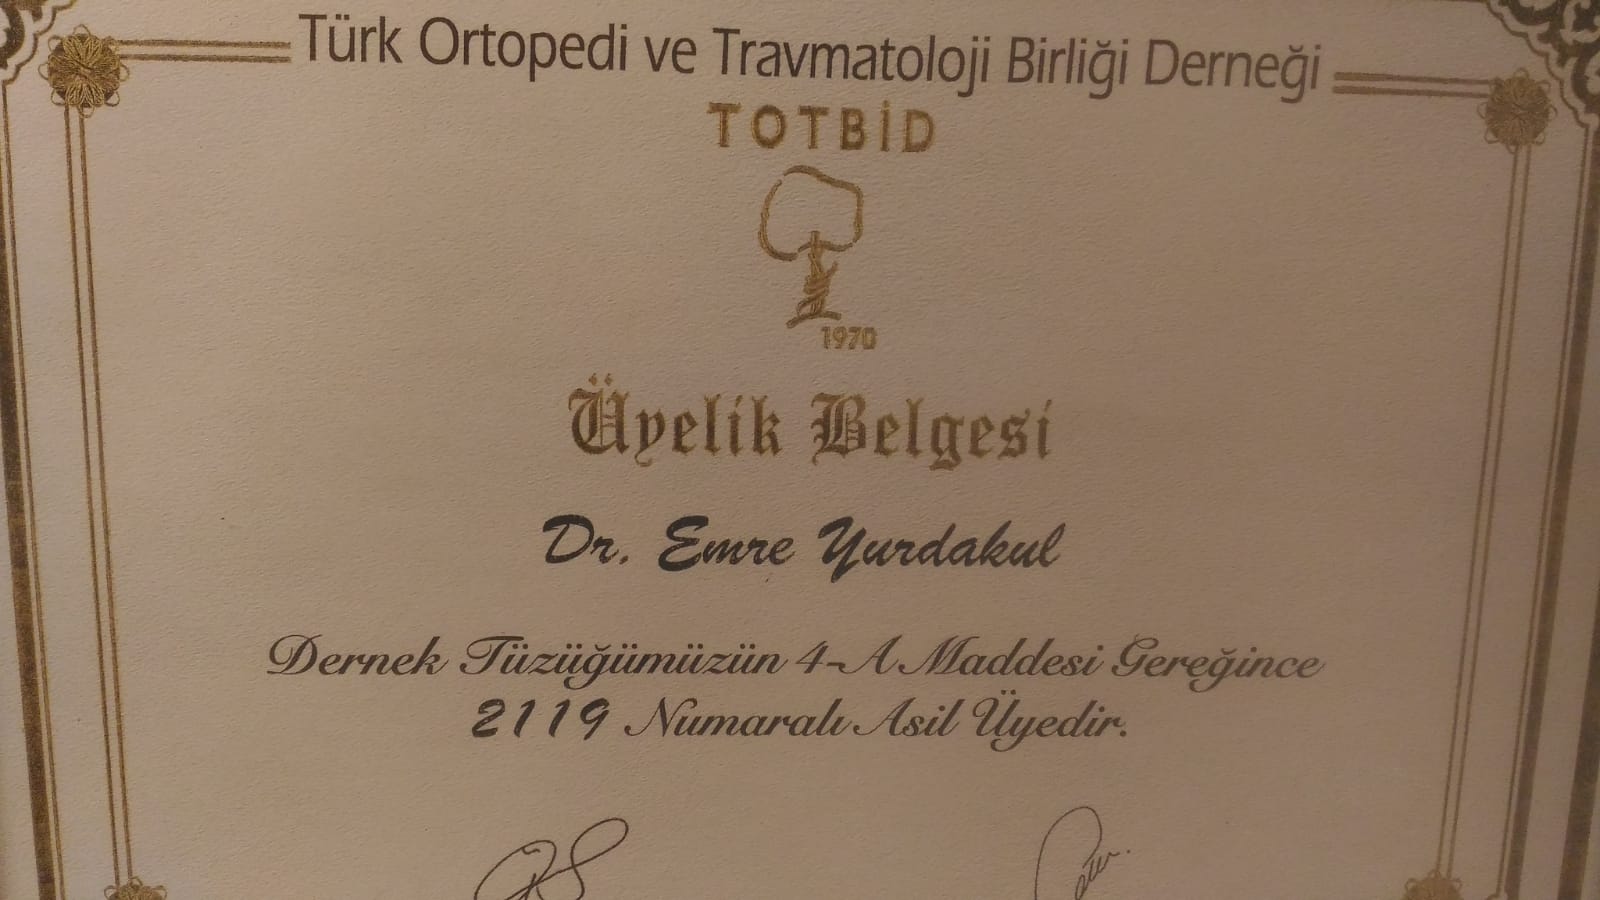 Türk Ortopedi ve Travmatoloji Birliği Derneği
TOTBİD
1970
Üyelik Belgesi
Dr. Emre Yurdakul
Dernek Tüzüğümüzün 4-A Maddesi Gereğince
2119 Numaralı Asil Üyedir.